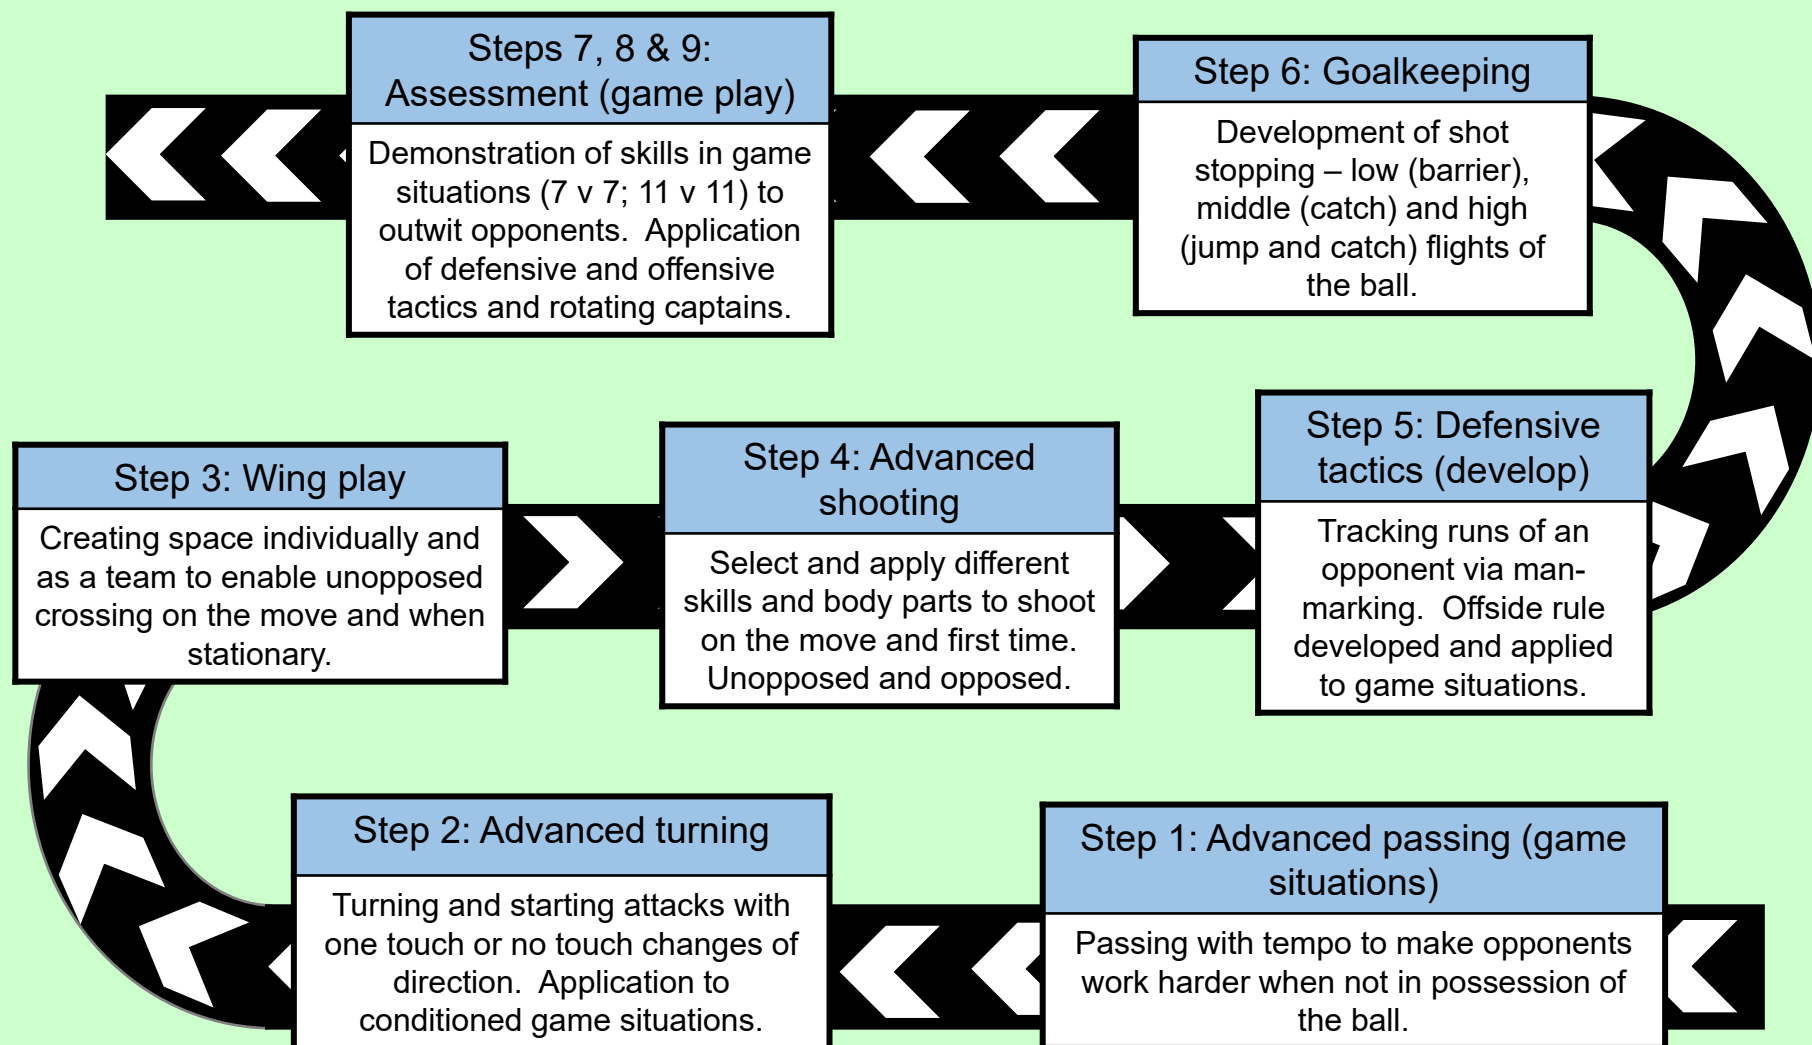 Steps 7, 8 & 9:
Assessment (game play)
Demonstration of skills in game
situations (7 v 7; 11 v 11) to
outwit opponents.  Application
of defensive and offensive
tactics and rotating captains.
Step 6: Goalkeeping
Development of shot
stopping – low (barrier),
middle (catch) and high
(jump and catch) flights of
the ball.
Step 3: Wing play
Creating space individually and
as a team to enable unopposed
crossing on the move and when
stationary.
Step 4: Advanced
shooting
Select and apply different
skills and body parts to shoot
on the move and first time.
Unopposed and opposed.
Step 5: Defensive
tactics (develop)
Tracking runs of an
opponent via man-
marking.  Offside rule
developed and applied
to game situations.
Step 2: Advanced turning
Turning and starting attacks with
one touch or no touch changes of
direction.  Application to
conditioned game situations.
Step 1: Advanced passing (game
situations)
Passing with tempo to make opponents
work harder when not in possession of
the ball.